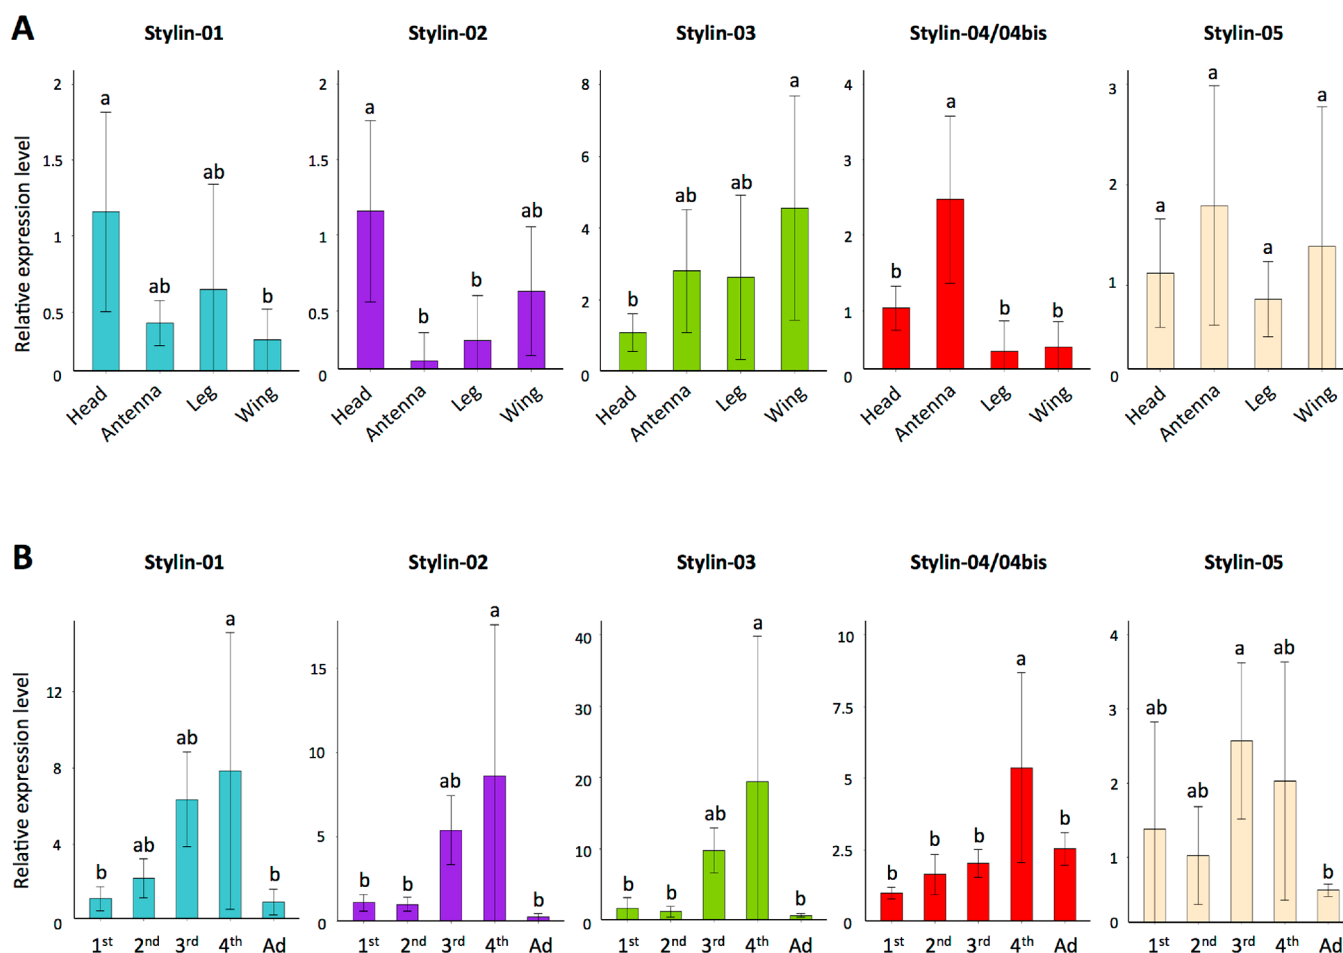 A
Stylin-01 Stylin-02 Stylin-03 Stylin-04/04bis Stylin-05
Relative expression level
2
1.5
1
0.5
0
a
ab
ab
b
Head Antenna Leg Wing
2
1.5
1
0.5
0
a
b
b
ab
Head Antenna Leg Wing
8
6
4
2
0
b
ab
ab
a
Head Antenna Leg Wing
4
3
2
1
0
b
a
b
b
Head Antenna Leg Wing
3
2
1
0
a
a
a
a
Head Antenna Leg Wing
B
Stylin-01 Stylin-02 Stylin-03 Stylin-04/04bis Stylin-05
Relative expression level
12
8
4
0
b
ab
ab
a
b
1st 2nd 3rd 4th Ad
15
10
5
0
b
b
ab
a
b
1st 2nd 3rd 4th Ad
40
30
20
10
0
b
b
ab
a
b
1st 2nd 3rd 4th Ad
10
7.5
5
2.5
0
b
b
b
a
b
1st 2nd 3rd 4th Ad
4
3
2
1
0
ab
ab
a
ab
b
1st 2nd 3rd 4th Ad